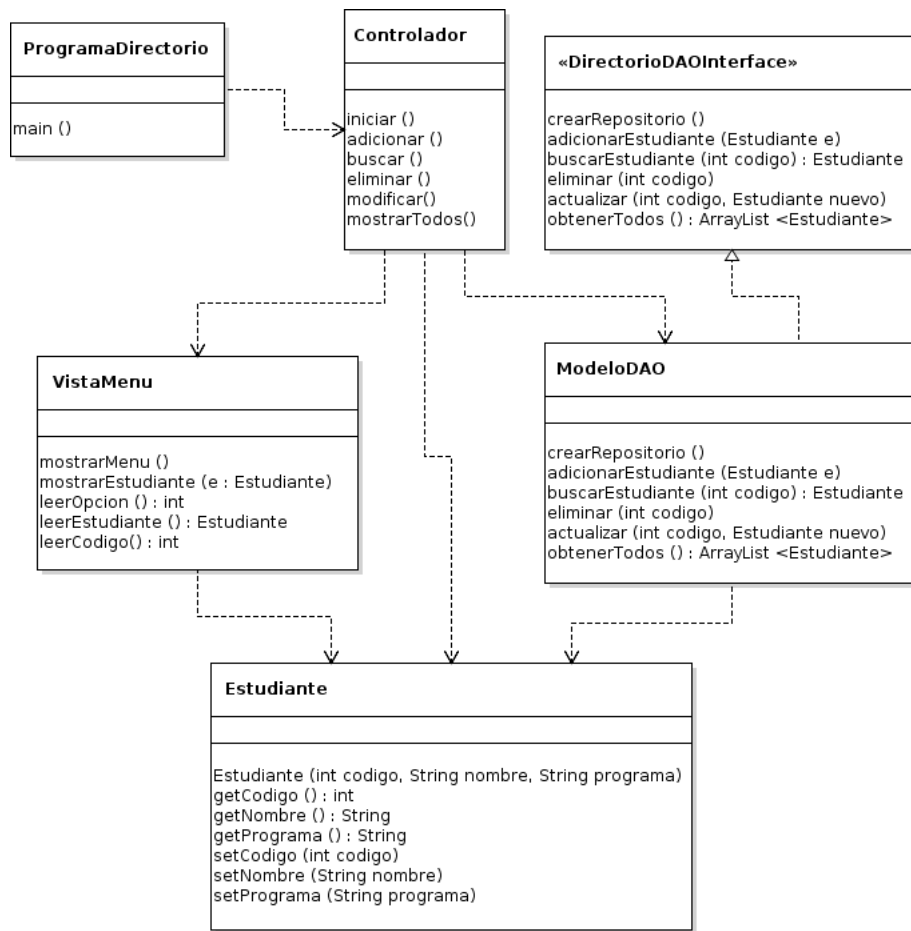 ProgramaDirectorio
main ()
Controlador
iniciar ()
adicionar ()
buscar ()
eliminar ()
modificar()
mostrarTodos()
«DirectorioDAOInterface»
crearRepositorio ()
adicionarEstudiante (Estudiante e)
buscarEstudiante (int codigo) : Estudiante
eliminar (int codigo)
actualizar (int codigo, Estudiante nuevo)
obtenerTodos () : ArrayList <Estudiante>
VistaMenu
mostrarMenu ()
mostrarEstudiante (e : Estudiante)
leerOpcion () : int
leerEstudiante () : Estudiante
leerCodigo() : int
ModeloDAO
crearRepositorio ()
adicionarEstudiante (Estudiante e)
buscarEstudiante (int codigo) : Estudiante
eliminar (int codigo)
actualizar (int codigo, Estudiante nuevo)
obtenerTodos () : ArrayList <Estudiante>
Estudiante
Estudiante (int codigo, String nombre, String programa)
getCodigo () : int
getNombre () : String
getPrograma () : String
setCodigo (int codigo)
setNombre (String nombre)
setPrograma (String programa)